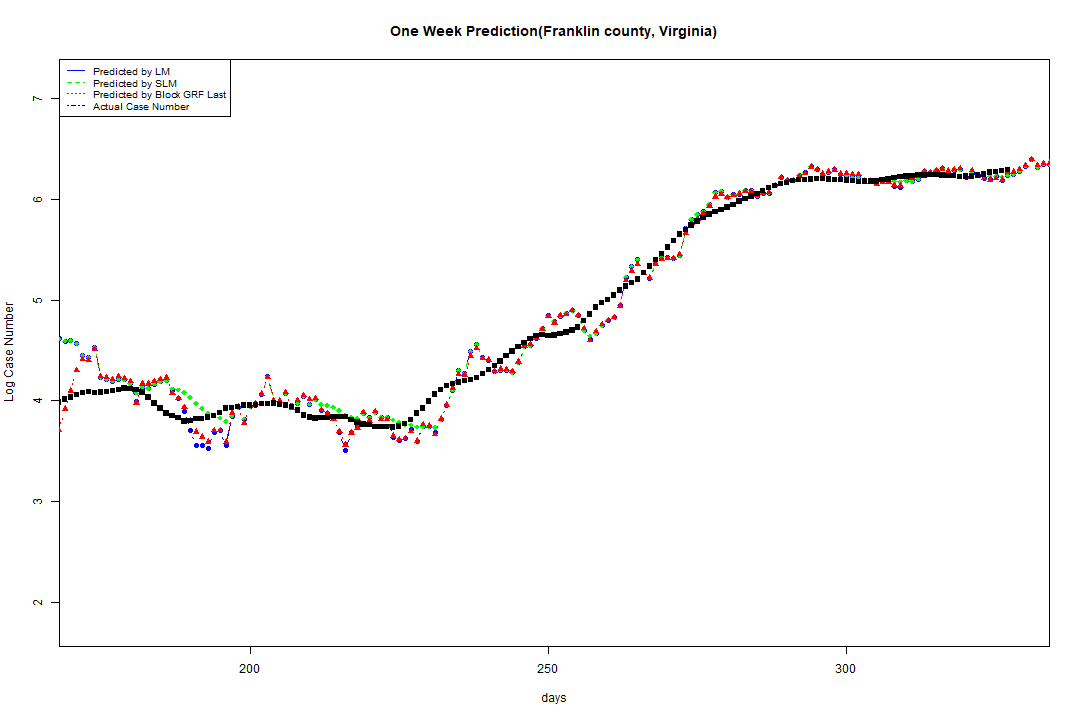 One Week Prediction(Franklin county, Virginia)
Predicted by LM
Predicted by SLM
Predicted by Block GRF Last
Actual Case Number
7
6
5
4
3
2
Log Case Number
200
250
300
days